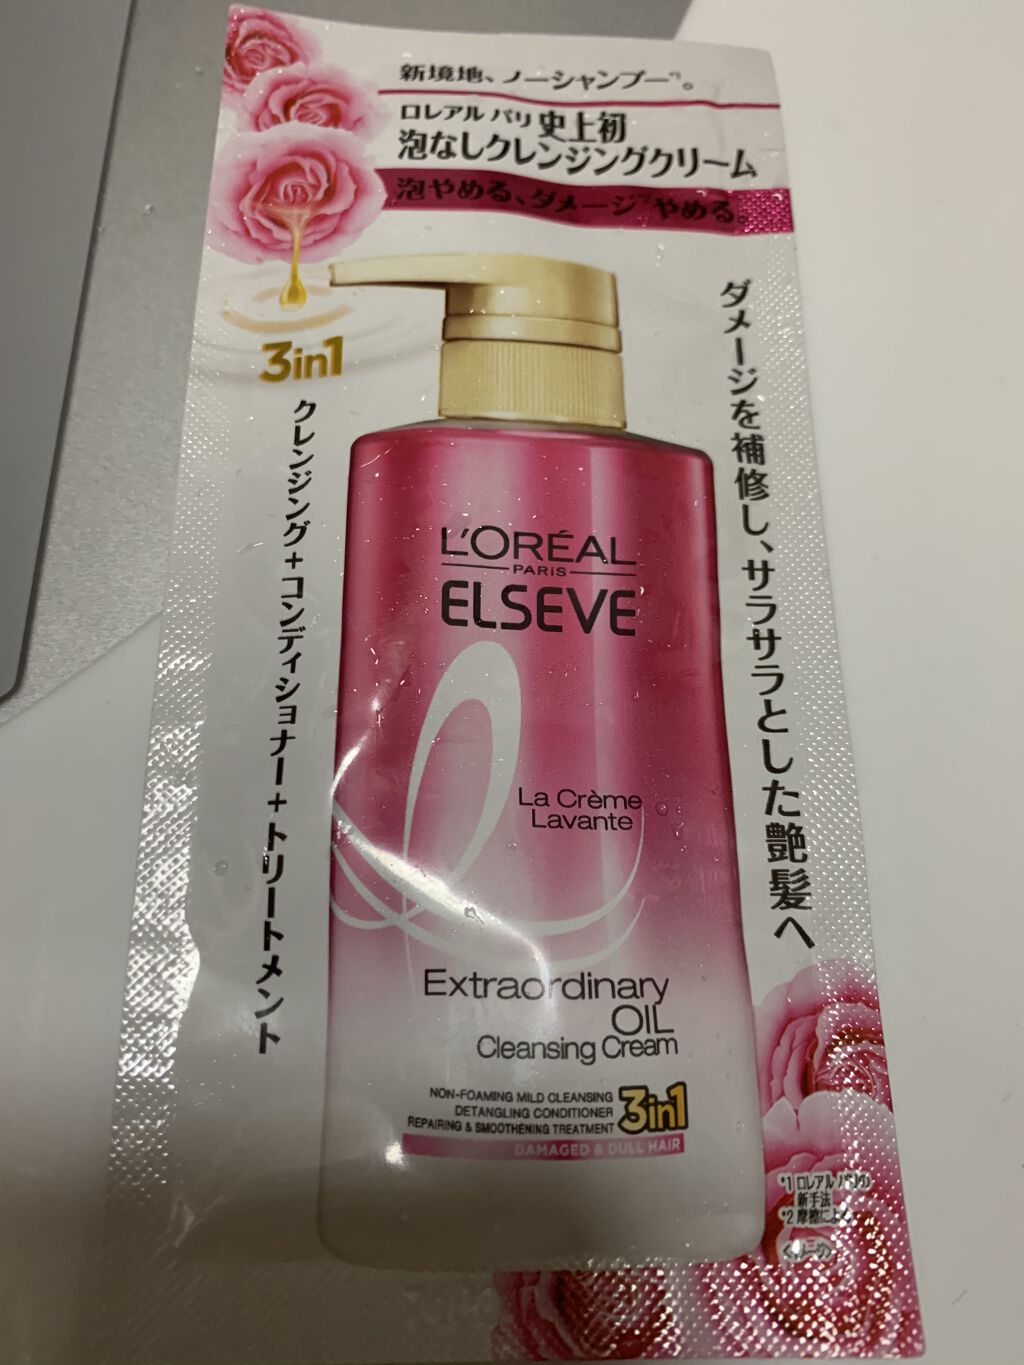 新境地、ノーシャンプー*1。
ロレアル パリ 史上初
泡なしクレンジングクリーム
泡やめる、ダメージ*2やめる。
3in1
クレンジング+コンディショナー+トリートメント
ダメージを補修し、サラサラとした艶髪へ
L'ORÉAL
PARIS
ELSEVE
La Crème
Lavante
Extraordinary
OIL
Cleansing Cream
NON-FOAMING MILD CLEANSING
DETANGLING CONDITIONER
REPAIRING & SMOOTHENING TREATMENT
3in1
DAMAGED & DULL HAIR
*1 ロレアル パリの
新手法
*2 摩擦による